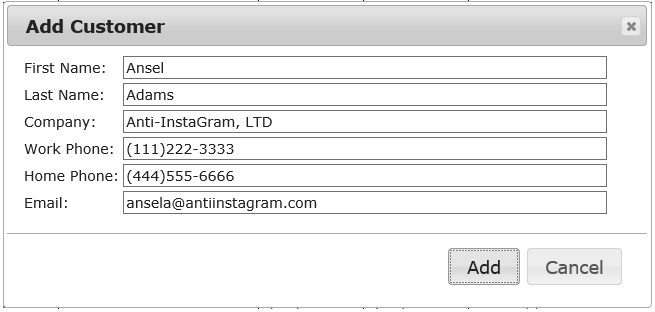 Add Customer
First Name: Ansel
Last Name: Adams
Company: Anti-InstaGram, LTD
Work Phone: (111)222-3333
Home Phone: (444)555-6666
Email: ansela@antiinstagram.com
Add Cancel